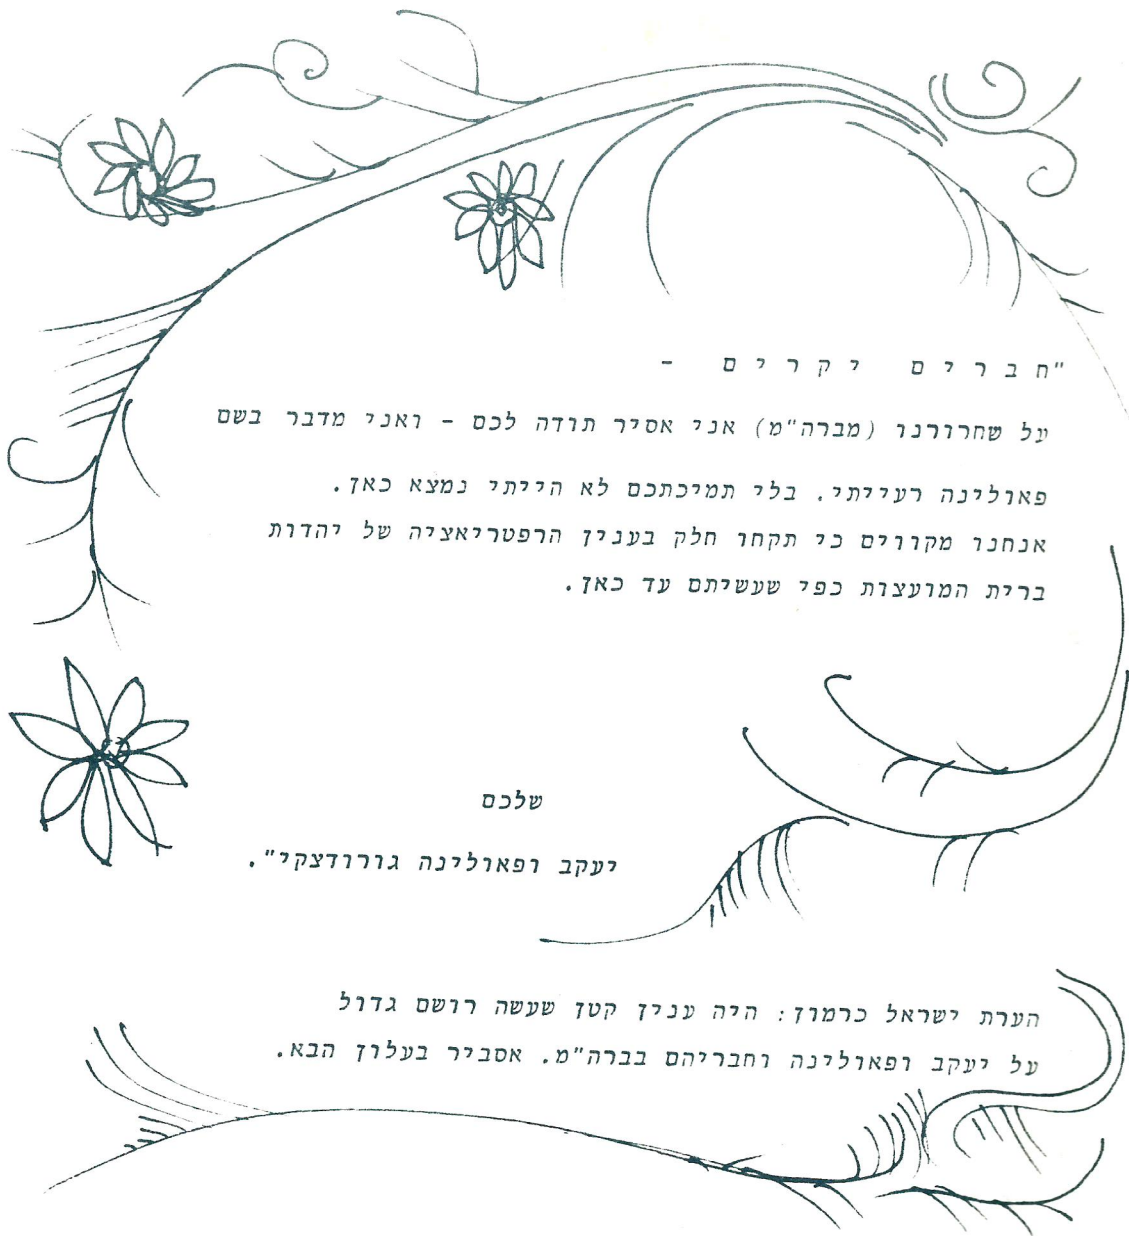 "ח ב ר י ם   י ק ר י ם   -
על שחרורנו (מברה"מ) אני אסיר תודה לכם - ואני מדבר בשם
פאולינה רעייתי. בלי תמיכתכם לא הייתי נמצא כאן.
אנחנו מקווים כי תקחו חלק בענין הרפטריאציה של יהדות
ברית המועצות כפי שעשיתם עד כאן.
שלכם
יעקב ופאולינה גורודצקי".
הערת ישראל כרמון: היה ענין קטן שעשה רושם גדול
על יעקב ופאולינה וחבריהם בברה"מ. אסביר בעלון הבא.